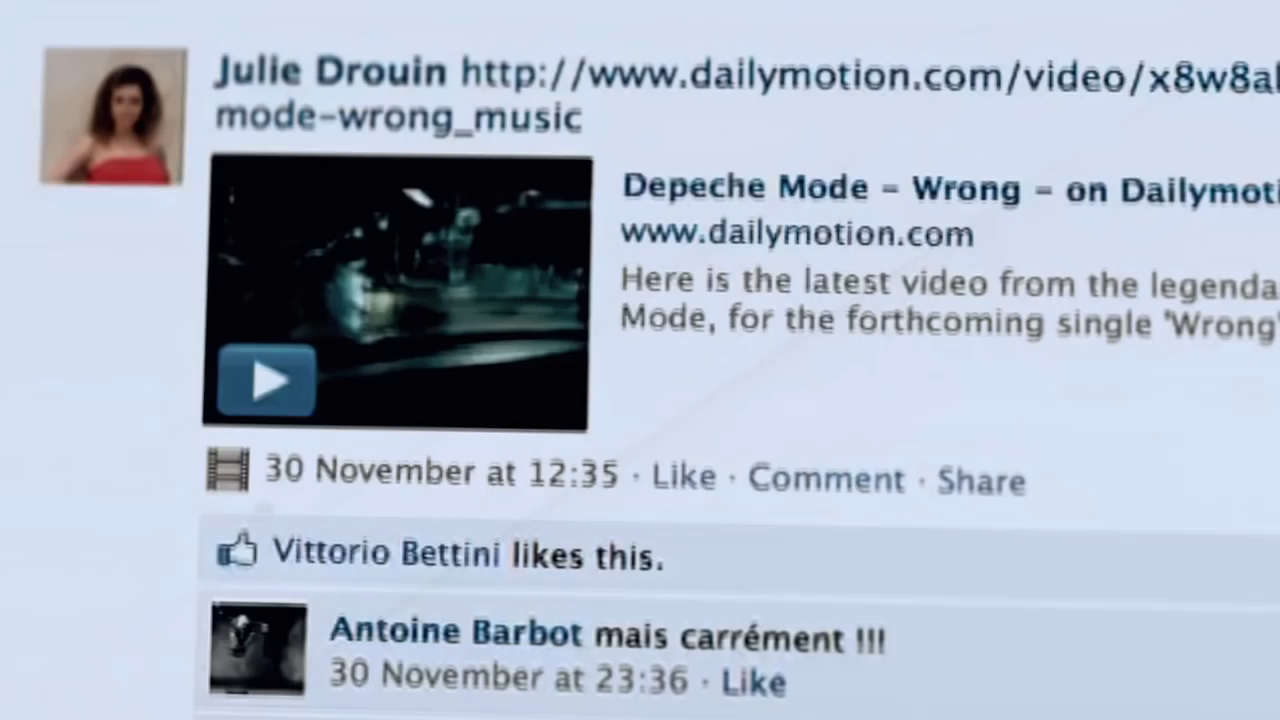 Julie Drouin http://www.dailymotion.com/video/x8w8a
mode-wrong_music
Depeche Mode - Wrong - on Dailymoti
www.dailymotion.com
Here is the latest video from the legenda
Mode, for the forthcoming single 'Wrong'
30 November at 12:35 · Like · Comment · Share
Vittorio Bettini likes this.
Antoine Barbot mais carrément !!!
30 November at 23:36 · Like